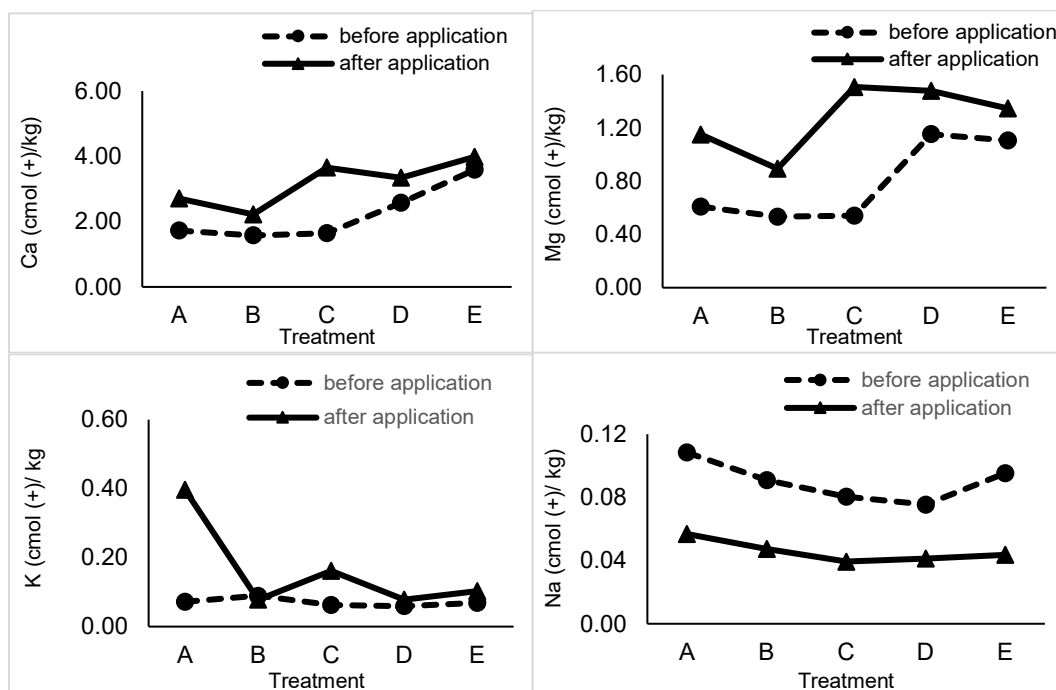 before application
after application
Ca (cmol (+)/kg)
6.00
4.00
2.00
0.00
A B C D E
Treatment
before application
after application
Mg (cmol (+)/kg)
1.60
1.20
0.80
0.40
0.00
A B C D E
Treatment
before application
after application
K (cmol (+)/ kg
0.60
0.40
0.20
0.00
A B C D E
Treatment
before application
after application
Na (cmol (+)/ kg)
0.12
0.08
0.04
0.00
A B C D E
Treatment